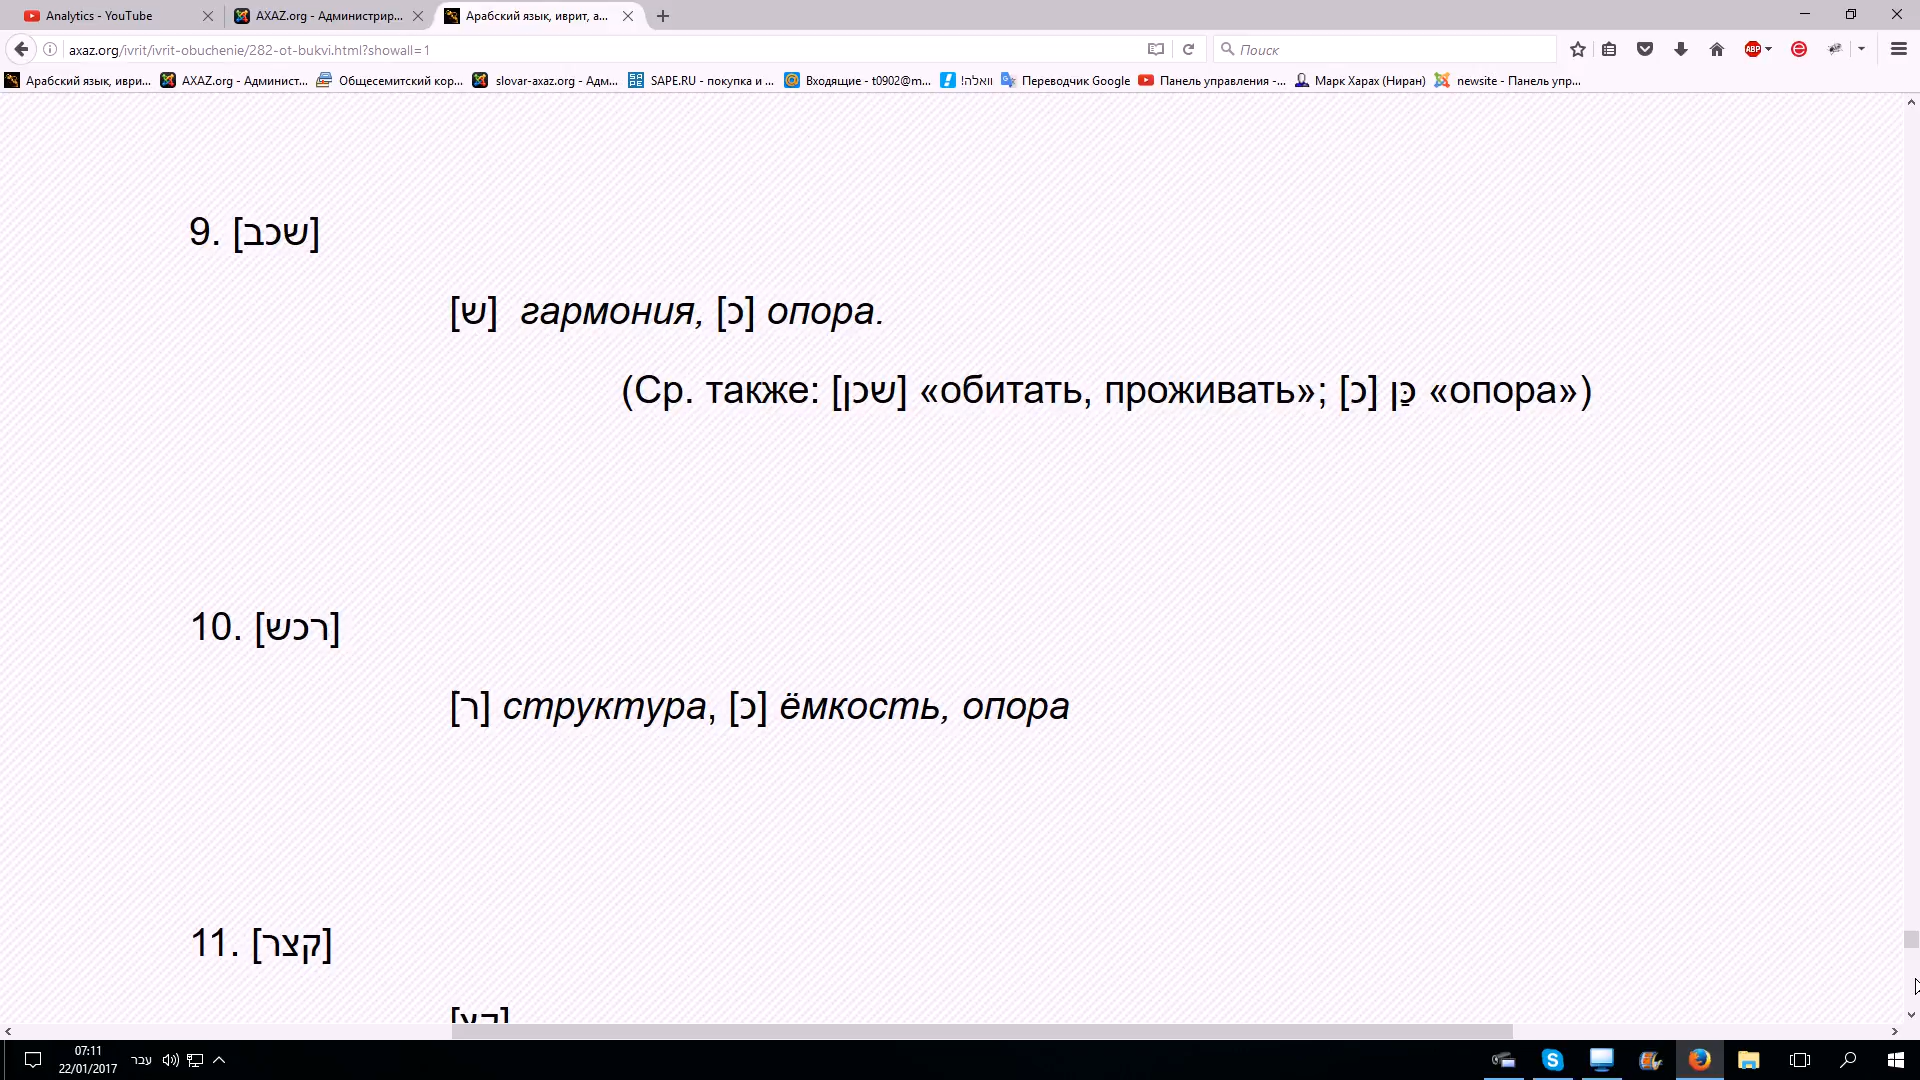 Analytics - YouTube
AXAZ.org - Администрир...
Арабский язык, иврит, а...
axaz.org/ivrit/ivrit-obuchenie/282-ot-bukvi.html?showall=1
Поиск
ABP
Арабский язык, иври...
AXAZ.org - Админист...
Общесемитский кор...
slovar-axaz.org - Адм...
SAPE.RU - покупка и ...
Входящие - t0902@m...
וואלה!
Переводчик Google
Панель управления -...
Марк Харах (Ниран)
newsite - Панель упр...
9. [שכב]
[ש] гармония, [כ] опора.
(Ср. также: [שכן] «обитать, проживать»; [כ] כַּן «опора»)
10. [רכש]
[ר] структура, [כ] ёмкость, опора
11. [קצר]
[קצ]
07:11
22/01/2017
עבר